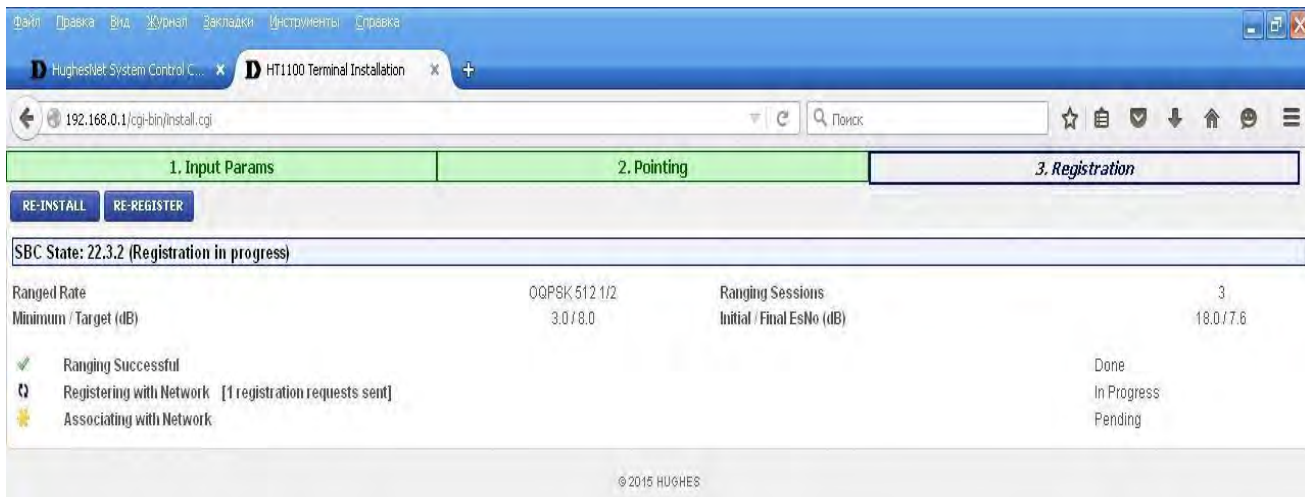 Файл Правка Вид Журнал Закладки Инструменты Справка
HughesNet System Control C... HT1100 Terminal Installation
192.168.0.1/cgi-bin/install.cgi Поиск
1. Input Params 2. Pointing 3. Registration
RE-INSTALL RE-REGISTER
SBC State: 22.3.2 (Registration in progress)
Ranged Rate OQPSK 512 1/2 Ranging Sessions 3
Minimum / Target (dB) 3.0 / 8.0 Initial / Final EsNo (dB) 18.0 / 7.6
Ranging Successful Done
Registering with Network [1 registration requests sent] In Progress
Associating with Network Pending
© 2015 HUGHES